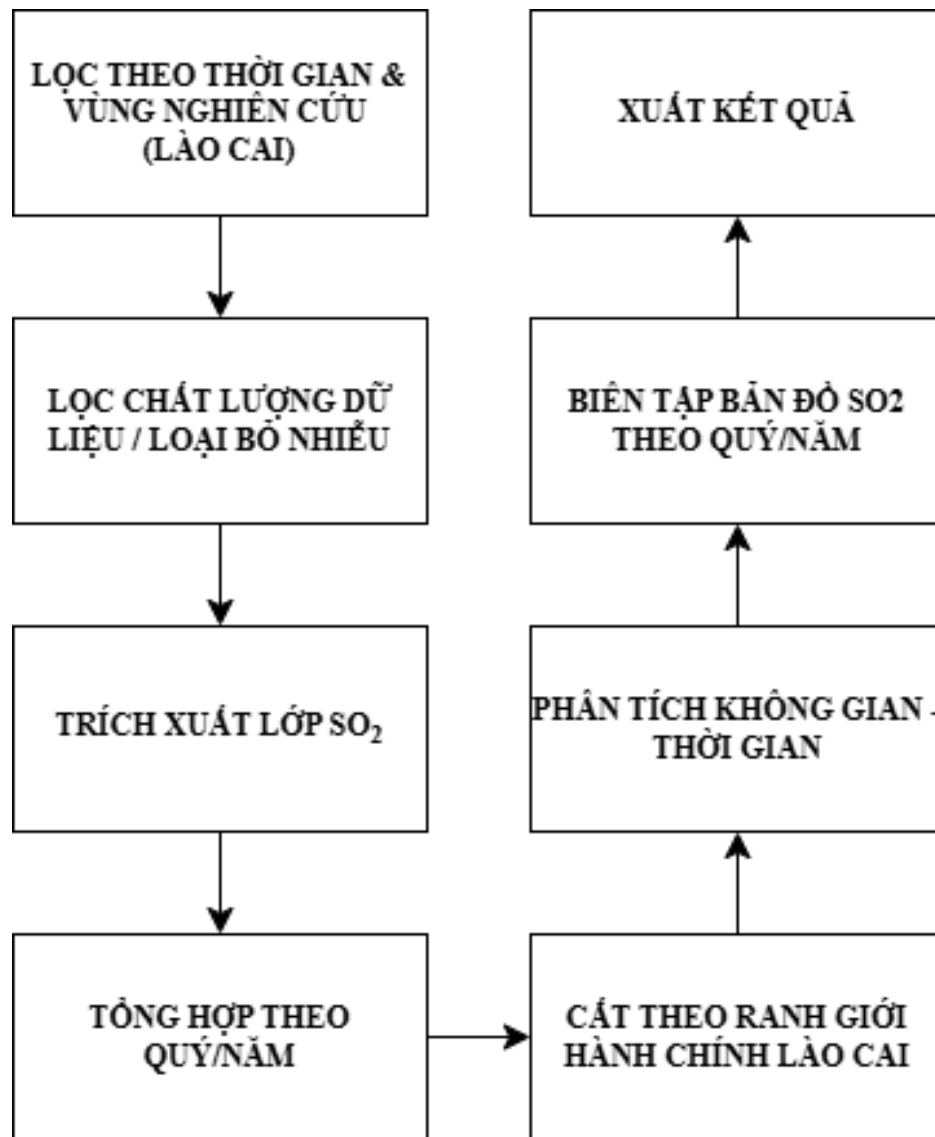 LỌC THEO THỜI GIAN &
VÙNG NGHIÊN CỨU
(LÀO CAI)
LỌC CHẤT LƯỢNG DỮ
LIỆU / LOẠI BỎ NHIỄU
TRÍCH XUẤT LỚP SO₂
TỔNG HỢP THEO
QUÝ/NĂM
CẮT THEO RANH GIỚI
HÀNH CHÍNH LÀO CAI
PHÂN TÍCH KHÔNG GIAN -
THỜI GIAN
BIÊN TẬP BẢN ĐỒ SO2
THEO QUÝ/NĂM
XUẤT KẾT QUẢ